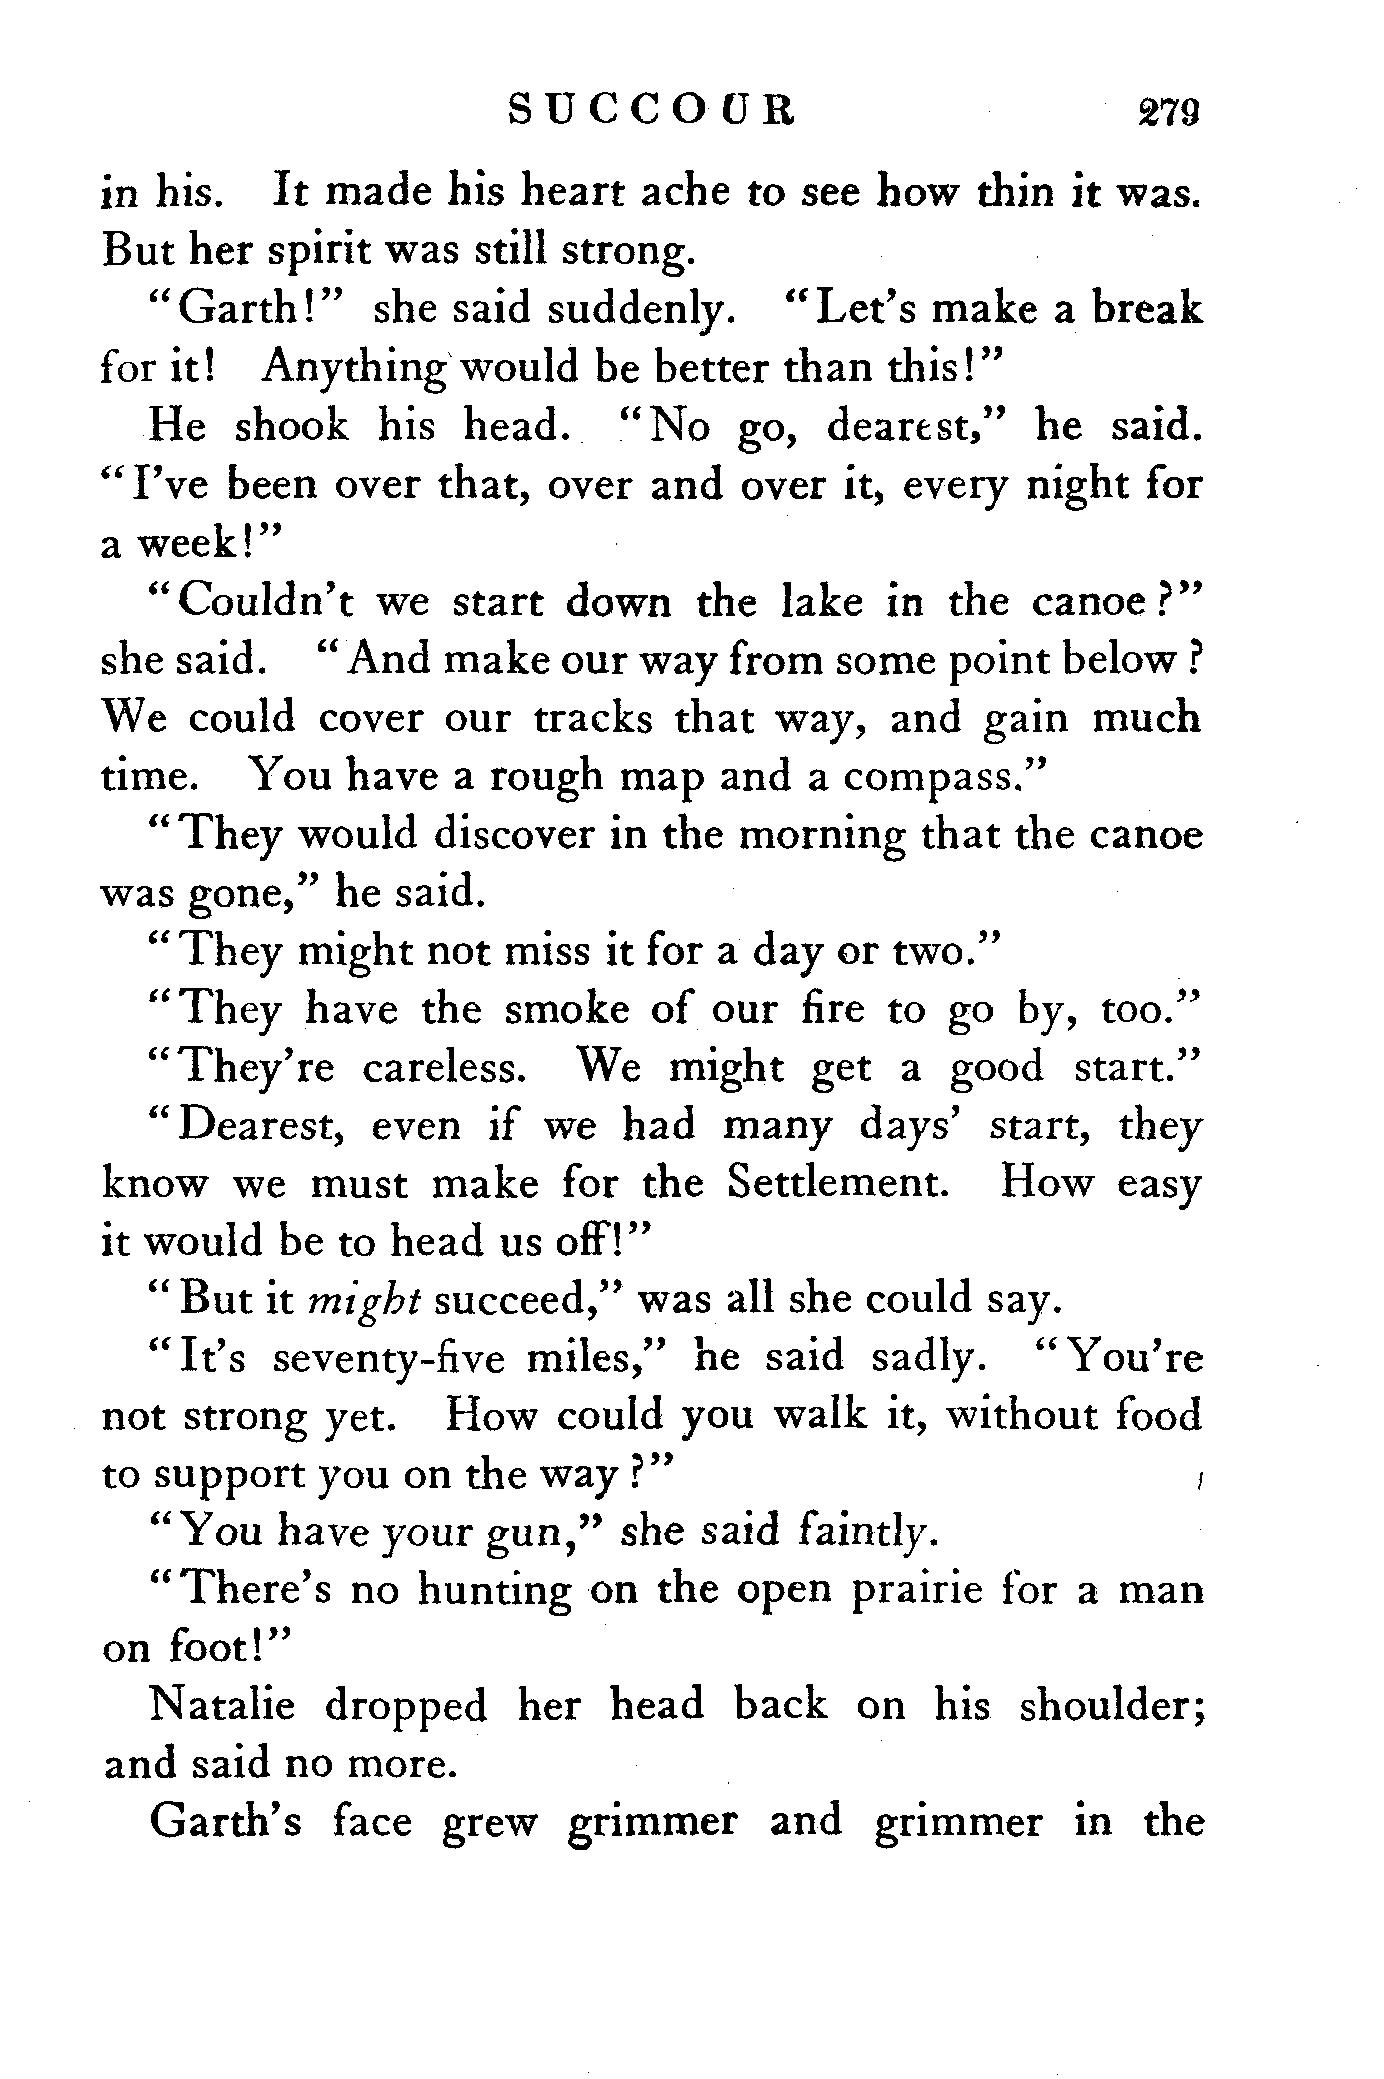 SUCCOUR 279
in his. It made his heart ache to see how thin it was.
But her spirit was still strong.
“Garth!” she said suddenly. “Let’s make a break
for it! Anything would be better than this!”
He shook his head. “No go, dearest,” he said.
“I’ve been over that, over and over it, every night for
a week!”
“Couldn’t we start down the lake in the canoe?”
she said. “And make our way from some point below?
We could cover our tracks that way, and gain much
time. You have a rough map and a compass.”
“They would discover in the morning that the canoe
was gone,” he said.
“They might not miss it for a day or two.”
“They have the smoke of our fire to go by, too.”
“They’re careless. We might get a good start.”
“Dearest, even if we had many days’ start, they
know we must make for the Settlement. How easy
it would be to head us off!”
“But it might succeed,” was all she could say.
“It’s seventy-five miles,” he said sadly. “You’re
not strong yet. How could you walk it, without food
to support you on the way?”
“You have your gun,” she said faintly.
“There’s no hunting on the open prairie for a man
on foot!”
Natalie dropped her head back on his shoulder;
and said no more.
Garth’s face grew grimmer and grimmer in the